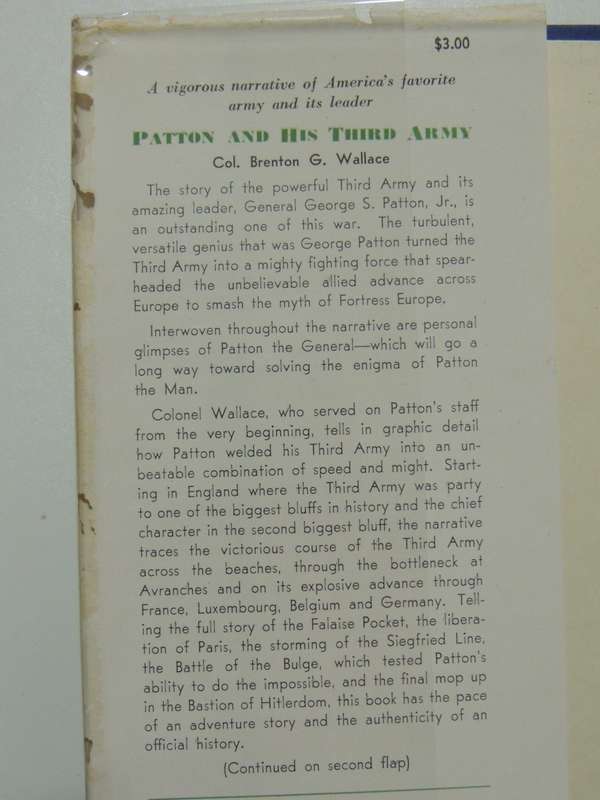 $3.00
A vigorous narrative of America's favorite
army and its leader
PATTON AND HIS THIRD ARMY
Col. Brenton G. Wallace
The story of the powerful Third Army and its
amazing leader, General George S. Patton, Jr., is
an outstanding one of this war. The turbulent,
versatile genius that was George Patton turned the
Third Army into a mighty fighting force that spear-
headed the unbelievable allied advance across
Europe to smash the myth of Fortress Europe.
Interwoven throughout the narrative are personal
glimpses of Patton the General—which will go a
long way toward solving the enigma of Patton
the Man.
Colonel Wallace, who served on Patton's staff
from the very beginning, tells in graphic detail
how Patton welded his Third Army into an un-
beatable combination of speed and might. Start-
ing in England where the Third Army was party
to one of the biggest bluffs in history and the chief
character in the second biggest bluff, the narrative
traces the victorious course of the Third Army
across the beaches, through the bottleneck at
Avranches and on its explosive advance through
France, Luxembourg, Belgium and Germany. Tell-
ing the full story of the Falaise Pocket, the libera-
tion of Paris, the storming of the Siegfried Line,
the Battle of the Bulge, which tested Patton's
ability to do the impossible, and the final mop up
in the Bastion of Hitlerdom, this book has the pace
of an adventure story and the authenticity of an
official history.
(Continued on second flap)